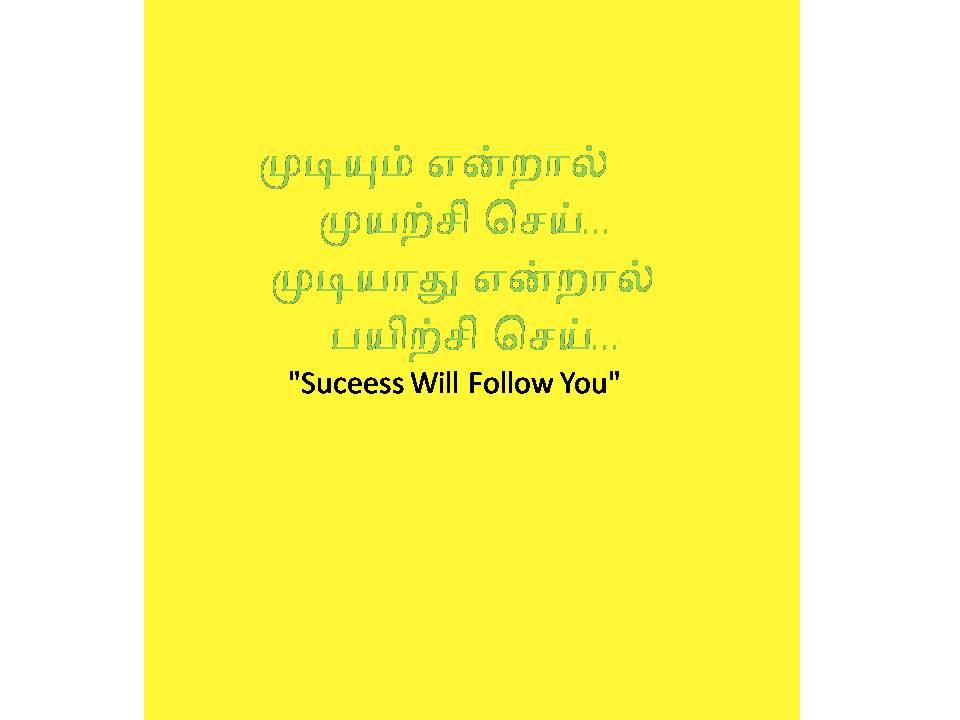 முடியும் என்றால்
முயற்சி செய்...
முடியாது என்றால்
பயிற்சி செய்...
"Suceess Will Follow You"